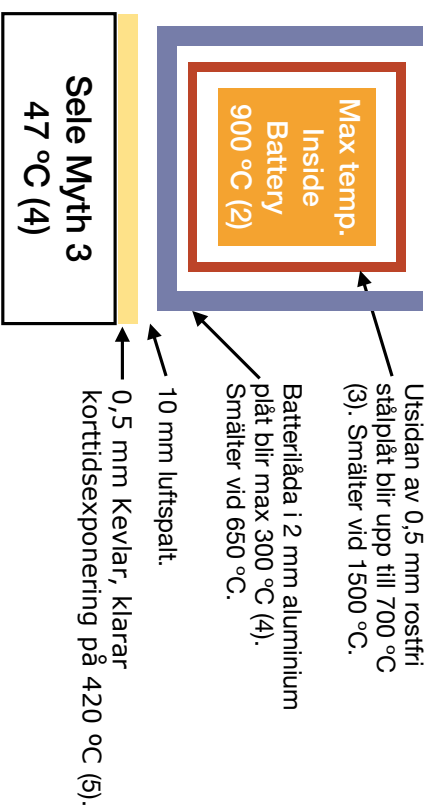 Max temp.
Inside
Battery
900 °C (2)
Sele Myth 3
47 °C (4)
Utsidan av 0,5 mm rostfri
stålplåt blir upp till 700 °C
(3). Smälter vid 1500 °C.
Batterilåda i 2 mm aluminium
plåt blir max 300 °C (4).
Smälter vid 650 °C.
10 mm luftspalt.
0,5 mm Kevlar, klarar
korttidsexponering på 420 °C (5).